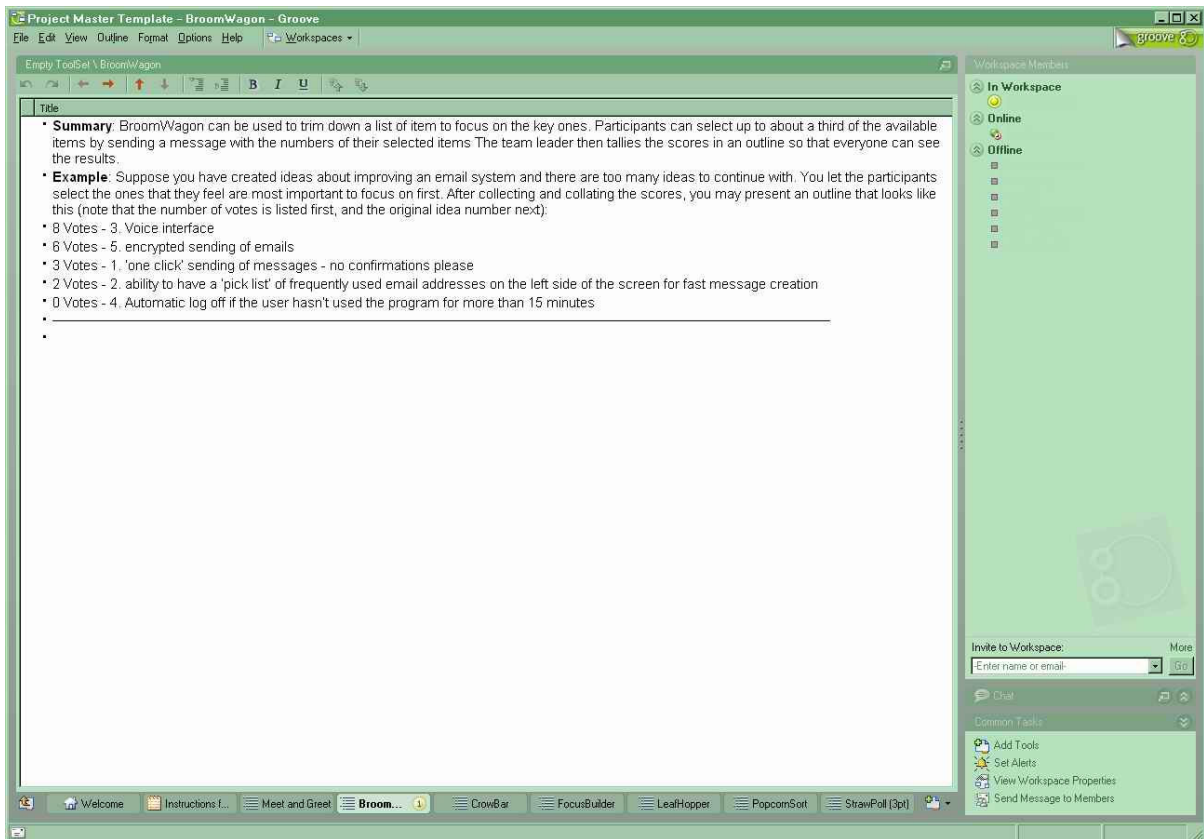 Project Master Template - BroomWagon - Groove
File Edit View Outline Format Options Help Workspaces
groove
Empty ToolSet \ BroomWagon
Workspace Members
B I U
Title
In Workspace
Online
Offline
• Summary: BroomWagon can be used to trim down a list of item to focus on the key ones. Participants can select up to about a third of the available
items by sending a message with the numbers of their selected items The team leader then tallies the scores in an outline so that everyone can see
the results.
• Example: Suppose you have created ideas about improving an email system and there are too many ideas to continue with. You let the participants
select the ones that they feel are most important to focus on first. After collecting and collating the scores, you may present an outline that looks like
this (note that the number of votes is listed first, and the original idea number next):
• 8 Votes - 3. Voice interface
• 6 Votes - 5. encrypted sending of emails
• 3 Votes - 1. 'one click' sending of messages - no confirmations please
• 2 Votes - 2. ability to have a 'pick list' of frequently used email addresses on the left side of the screen for fast message creation
• 0 Votes - 4. Automatic log off if the user hasn't used the program for more than 15 minutes
Invite to Workspace: More
-Enter name or email- Go
Chat
Common Tasks
Add Tools
Set Alerts
View Workspace Properties
Send Message to Members
Welcome Instructions f... Meet and Greet Broom... 1 CrowBar FocusBuilder LeafHopper PopcornSort StrawPoll (3pt)